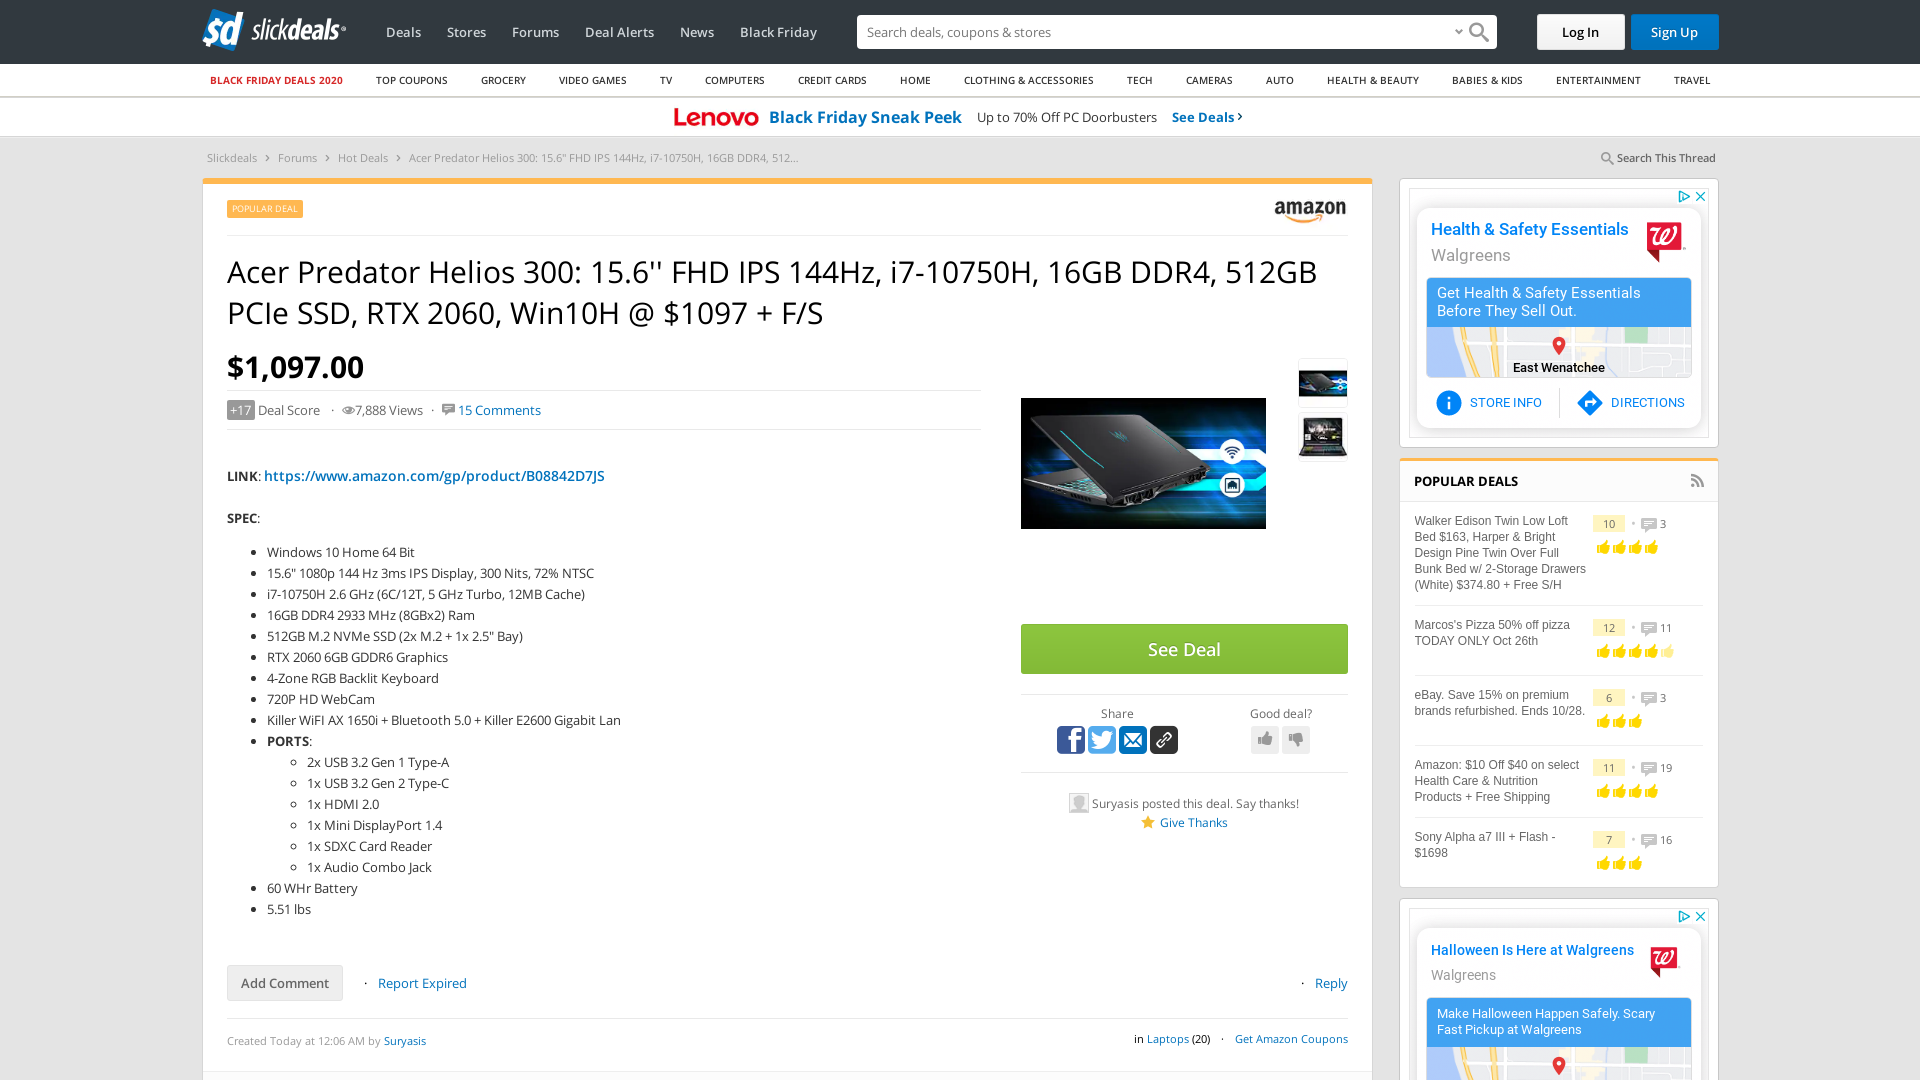 slickdeals
Deals
Stores
Forums
Deal Alerts
News
Black Friday
Search deals, coupons & stores
Log In
Sign Up
BLACK FRIDAY DEALS 2020
TOP COUPONS
GROCERY
VIDEO GAMES
TV
COMPUTERS
CREDIT CARDS
HOME
CLOTHING & ACCESSORIES
TECH
CAMERAS
AUTO
HEALTH & BEAUTY
BABIES & KIDS
ENTERTAINMENT
TRAVEL
Lenovo Black Friday Sneak Peek Up to 70% Off PC Doorbusters See Deals ›
Slickdeals › Forums › Hot Deals › Acer Predator Helios 300: 15.6'' FHD IPS 144Hz, i7-10750H, 16GB DDR4, 512...
Search This Thread
POPULAR DEAL
amazon
Acer Predator Helios 300: 15.6'' FHD IPS 144Hz, i7-10750H, 16GB DDR4, 512GB
PCIe SSD, RTX 2060, Win10H @ $1097 + F/S
$1,097.00
+17 Deal Score · 7,888 Views · 15 Comments
LINK: https://www.amazon.com/gp/product/B08842D7JS
SPEC:
• Windows 10 Home 64 Bit
• 15.6" 1080p 144 Hz 3ms IPS Display, 300 Nits, 72% NTSC
• i7-10750H 2.6 GHz (6C/12T, 5 GHz Turbo, 12MB Cache)
• 16GB DDR4 2933 MHz (8GBx2) Ram
• 512GB M.2 NVMe SSD (2x M.2 + 1x 2.5" Bay)
• RTX 2060 6GB GDDR6 Graphics
• 4-Zone RGB Backlit Keyboard
• 720P HD WebCam
• Killer WiFI AX 1650i + Bluetooth 5.0 + Killer E2600 Gigabit Lan
• PORTS:
◦ 2x USB 3.2 Gen 1 Type-A
◦ 1x USB 3.2 Gen 2 Type-C
◦ 1x HDMI 2.0
◦ 1x Mini DisplayPort 1.4
◦ 1x SDXC Card Reader
◦ 1x Audio Combo Jack
• 60 WHr Battery
• 5.51 lbs
See Deal
Share
Good deal?
Suryasis posted this deal. Say thanks!
Give Thanks
Add Comment · Report Expired
· Reply
Created Today at 12:06 AM by Suryasis
in Laptops (20) · Get Amazon Coupons
Health & Safety Essentials
Walgreens
Get Health & Safety Essentials
Before They Sell Out.
East Wenatchee
STORE INFO
DIRECTIONS
POPULAR DEALS
Walker Edison Twin Low Loft
Bed $163, Harper & Bright
Design Pine Twin Over Full
Bunk Bed w/ 2-Storage Drawers
(White) $374.80 + Free S/H
10 • 3
Marcos's Pizza 50% off pizza
TODAY ONLY Oct 26th
12 • 11
eBay. Save 15% on premium
brands refurbished. Ends 10/28.
6 • 3
Amazon: $10 Off $40 on select
Health Care & Nutrition
Products + Free Shipping
11 • 19
Sony Alpha a7 III + Flash -
$1698
7 • 16
Halloween Is Here at Walgreens
Walgreens
Make Halloween Happen Safely. Scary
Fast Pickup at Walgreens